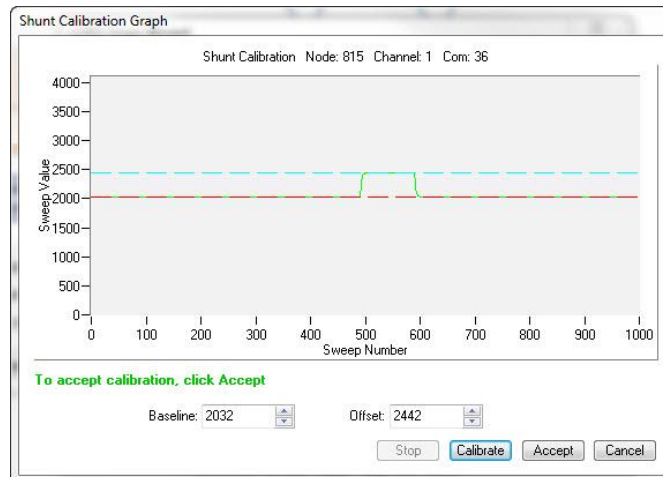 Shunt Calibration Graph
Shunt Calibration Node: 815 Channel: 1 Com: 36
4000
3500
3000
2500
2000
1500
1000
500
0
Sweep Value
0 100 200 300 400 500 600 700 800 900 1000
Sweep Number
To accept calibration, click Accept
Baseline: 2032 Offset: 2442
Stop Calibrate Accept Cancel